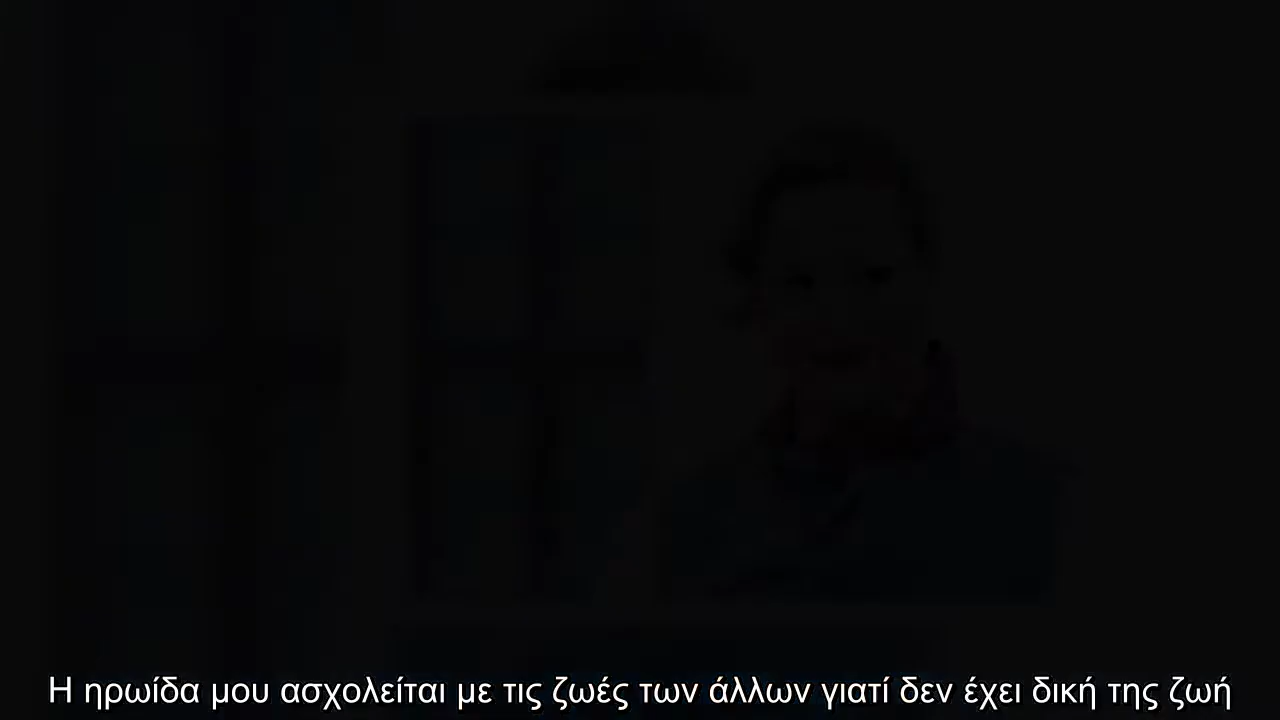 Η ηρωίδα μου ασχολείται με τις ζωές των άλλων γιατί δεν έχει δική της ζωή